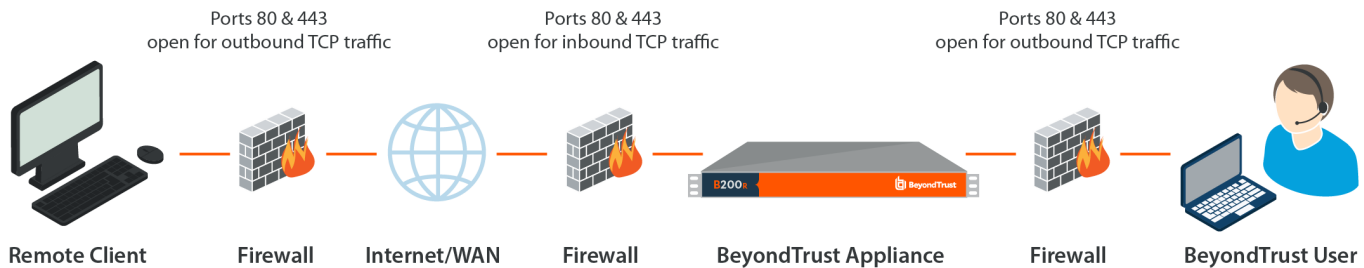 Ports 80 & 443
open for outbound TCP traffic
Ports 80 & 443
open for inbound TCP traffic
Ports 80 & 443
open for outbound TCP traffic
B200R
BeyondTrust
Remote Client
Firewall
Internet/WAN
Firewall
BeyondTrust Appliance
Firewall
BeyondTrust User